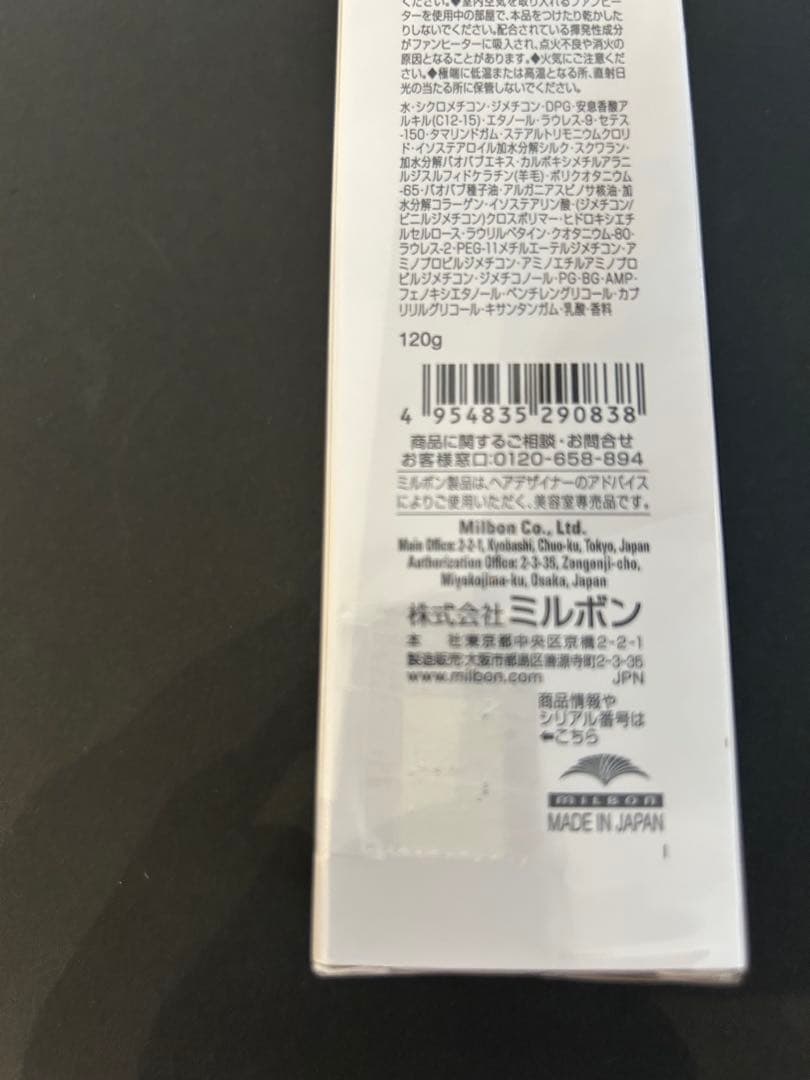 ください。◆室内空気を取り入れるファンヒー
ターを使用中の部屋で、本品をつけたり乾かした
りしないでください。配合されている揮発性成分
がファンヒーターに吸入され、点火不良や消火の
原因となることがあります。◆火気にご注意くだ
さい。◆極端に低温または高温となる所、直射日
光の当たる所に保管しないでください。
水・シクロメチコン・ジメチコン・DPG・安息香酸ア
ルキル(C12-15)・エタノール・ラウレス-9・セテス
-150・タマリンドガム・ステアルトリモニウムクロリ
ド・イソステアロイル加水分解シルク・スクワラン・
加水分解バオバブエキス・カルボキシメチルアラニ
ルジスルフィドケラチン(羊毛)・ポリクオタニウム
-65・バオバブ種子油・アルガニアスピノサ核油・加
水分解コラーゲン・イソステアリン酸・(ジメチコン/
ビニルジメチコン)クロスポリマー・ヒドロキシエチ
ルセルロース・ラウリルベタイン・クオタニウム-80・
ラウレス-2・PEG-11メチルエーテルジメチコン・ア
ミノプロピルジメチコン・アミノエチルアミノプロ
ピルジメチコン・ジメチコノール・PG・BG・AMP・
フェノキシエタノール・ペンチレングリコール・カプ
リリルグリコール・キサンタンガム・乳酸・香料
120g
4 954835 290838
商品に関するご相談・お問合せ
お客様窓口:0120-658-894
ミルボン製品は、ヘアデザイナーのアドバイス
によりご使用いただく、美容室専売品です。
Milbon Co., Ltd.
Main Office: 2-2-1, Kyobashi, Chuo-ku, Tokyo, Japan
Authorization Office: 2-3-35, Zengenji-cho,
Miyakojima-ku, Osaka, Japan
株式会社 ミルボン
本 社 東京都中央区京橋2-2-1
製造販売:大阪市都島区善源寺町2-3-35
www.milbon.com JPN
商品情報や
シリアル番号は
⬅こちら
MILBON
MADE IN JAPAN